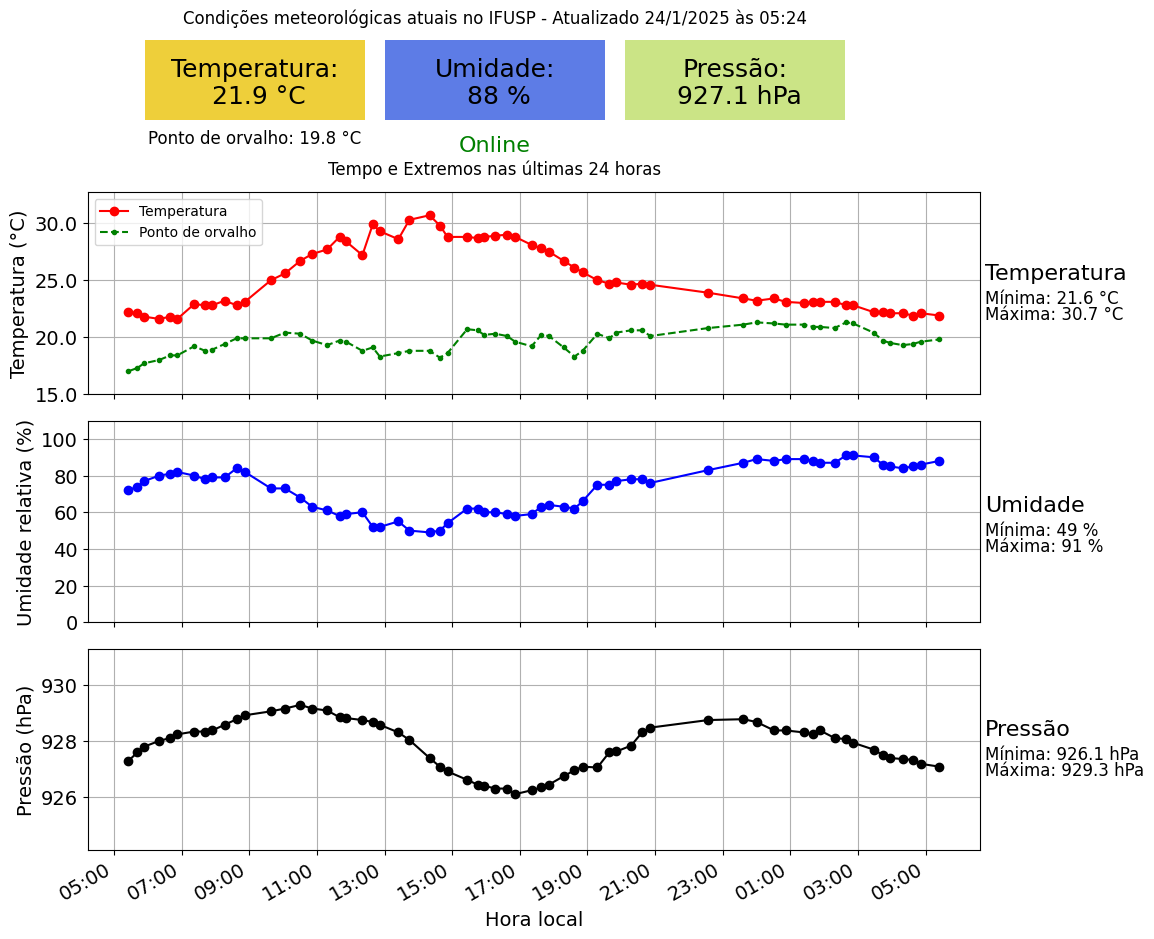 Condições meteorológicas atuais no IFUSP - Atualizado 24/1/2025 às 05:24
Temperatura:
21.9 °C
Umidade:
88 %
Pressão:
927.1 hPa
Ponto de orvalho: 19.8 °C
Online
Tempo e Extremos nas últimas 24 horas
Temperatura (°C)
30.0
25.0
20.0
15.0
Temperatura
Ponto de orvalho
Temperatura
Mínima: 21.6 °C
Máxima: 30.7 °C
Umidade relativa (%)
100
80
60
40
20
0
Umidade
Mínima: 49 %
Máxima: 91 %
Pressão (hPa)
930
928
926
Pressão
Mínima: 926.1 hPa
Máxima: 929.3 hPa
05:00 07:00 09:00 11:00 13:00 15:00 17:00 19:00 21:00 23:00 01:00 03:00 05:00
Hora local